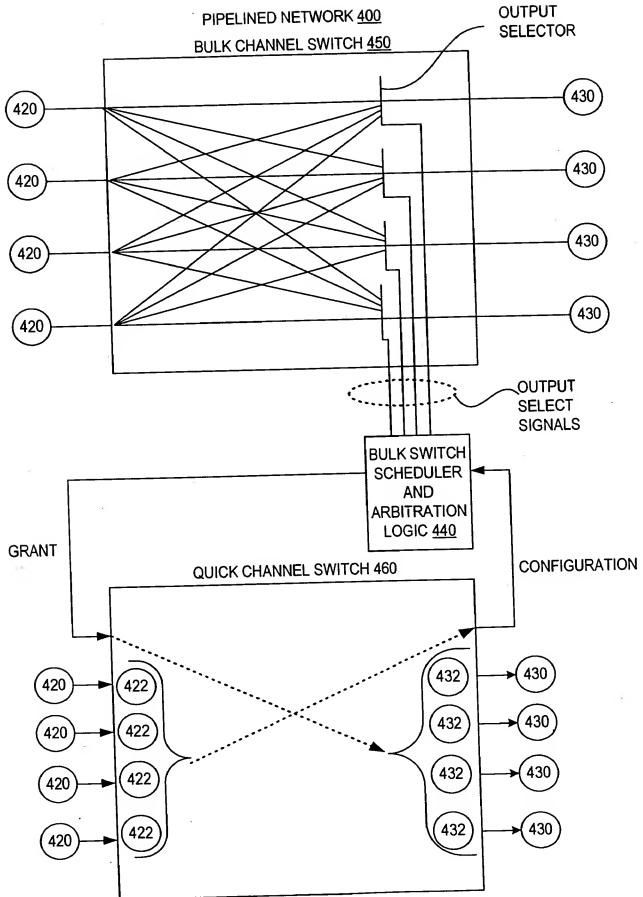 PIPELINED NETWORK 400
OUTPUT
SELECTOR
BULK CHANNEL SWITCH 450
420
430
420
430
420
430
420
430
OUTPUT
SELECT
SIGNALS
BULK SWITCH
SCHEDULER
AND
ARBITRATION
LOGIC 440
GRANT
CONFIGURATION
QUICK CHANNEL SWITCH 460
420
422
432
430
420
422
432
430
420
422
432
430
420
422
432
430